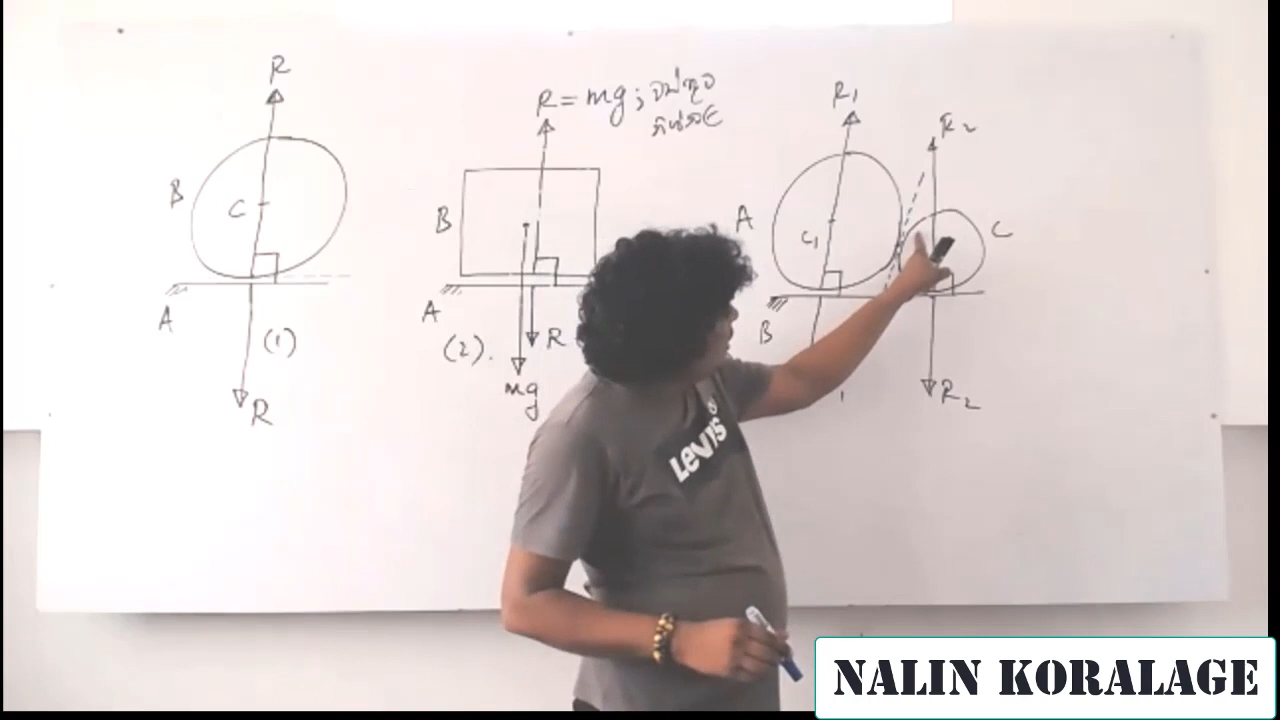 R
B
C
A
(1)
R
R = mg;
B
A
(2).
R
mg
R1
R2
A
C1
C
B
R2
LEVI'S
NALIN KORALAGE